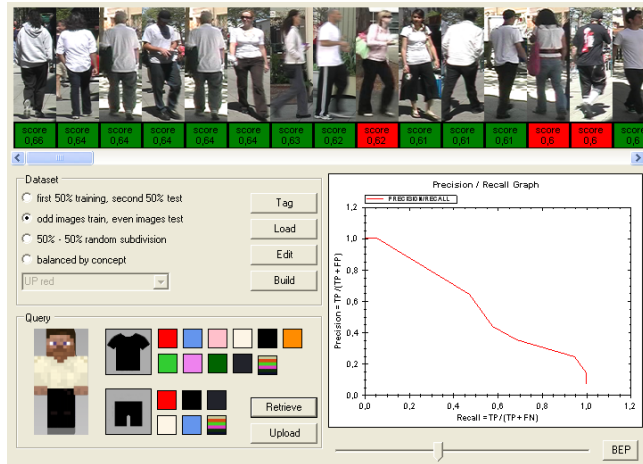 score score score score score score score score score score score score score score score
0,66 0,64 0,64 0,64 0,64 0,64 0,63 0,62 0,62 0,61 0,61 0,61 0,6 0,6 0,6
Dataset
first 50% training, second 50% test
Tag
odd images train, even images test
Load
50% - 50% random subdivision
Edit
balanced by concept
UP red
Build
Query
Retrieve
Upload
Precision / Recall Graph
PRECISION/RECALL
Precision = TP/(TP + FP)
1,2
1,0
0,8
0,6
0,4
0,2
0,0
0,0 0,2 0,4 0,6 0,8 1,0 1,2
Recall = TP/(TP + FN)
BEP